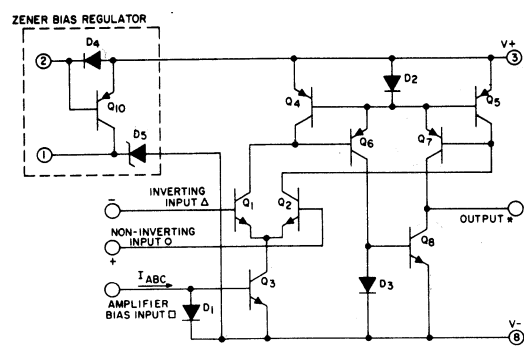 ZENER BIAS REGULATOR
D4
2
Q10
D5
1
V+
3
D2
Q4
Q5
Q6
Q7
INVERTING
INPUT △
−
Q1
Q2
NON-INVERTING
INPUT ○
+
OUTPUT *
Q8
IABC
Q3
D3
AMPLIFIER
BIAS INPUT □
D1
V-
8